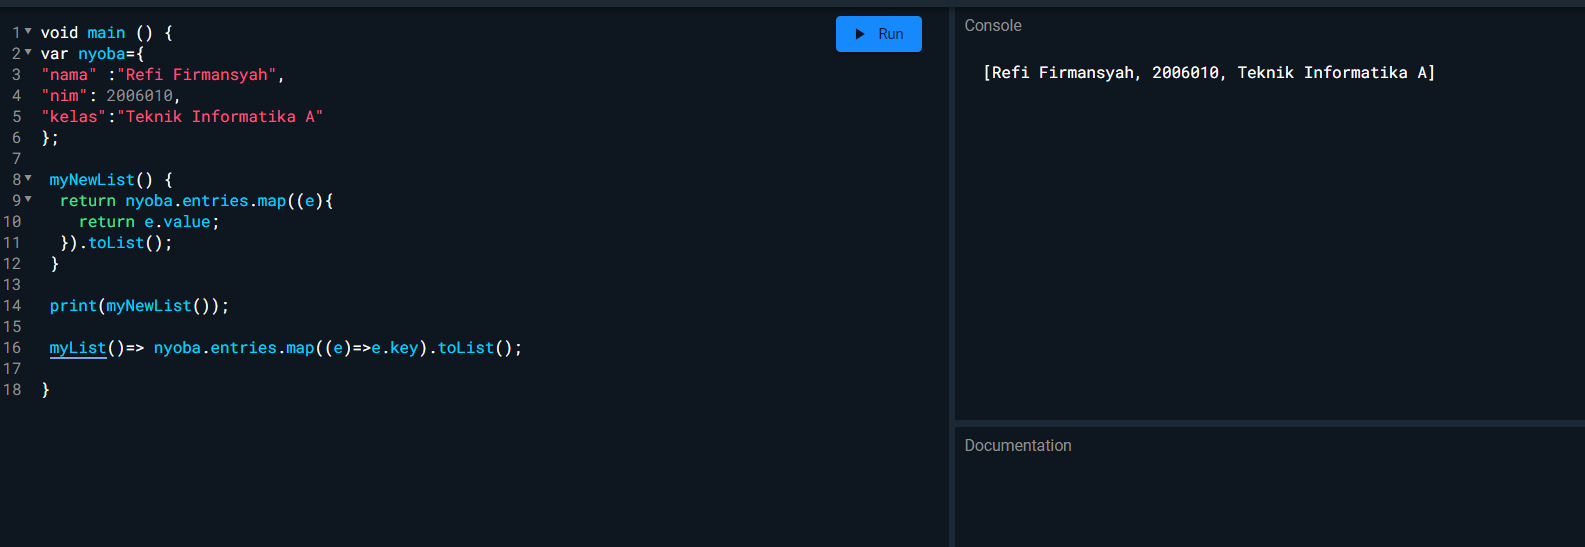 1 void main () {
2 var nyoba={
3 "nama" :"Refi Firmansyah",
4 "nim": 2006010,
5 "kelas":"Teknik Informatika A"
6 };
7
8 myNewList() {
9 return nyoba.entries.map((e){
10 return e.value;
11 }).toList();
12 }
13
14 print(myNewList());
15
16 myList()=> nyoba.entries.map((e)=>e.key).toList();
17
18 }
Run
Console
[Refi Firmansyah, 2006010, Teknik Informatika A]
Documentation